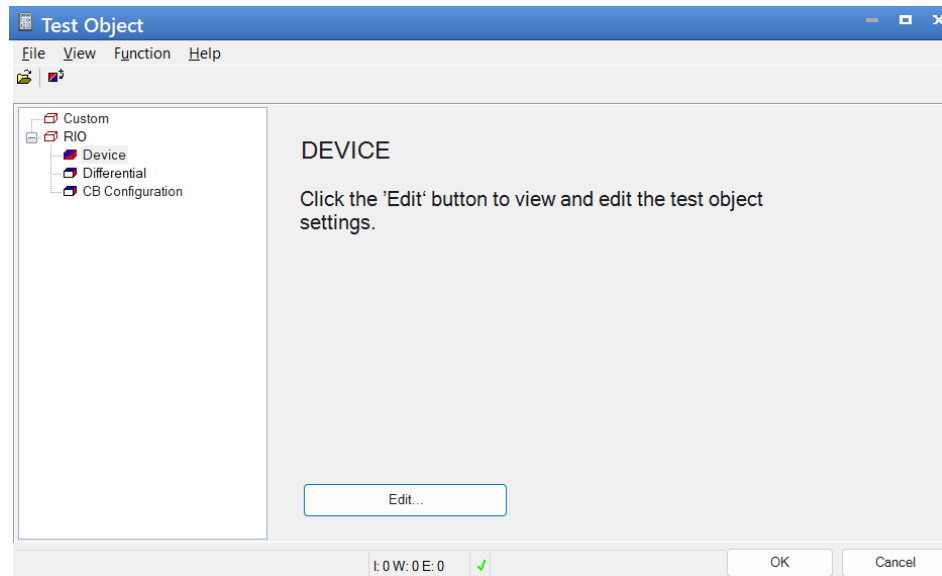 Test Object
File View Function Help
Custom
RIO
Device
Differential
CB Configuration
DEVICE
Click the ’Edit‘ button to view and edit the test object
settings.
Edit...
I: 0 W: 0 E: 0
OK
Cancel